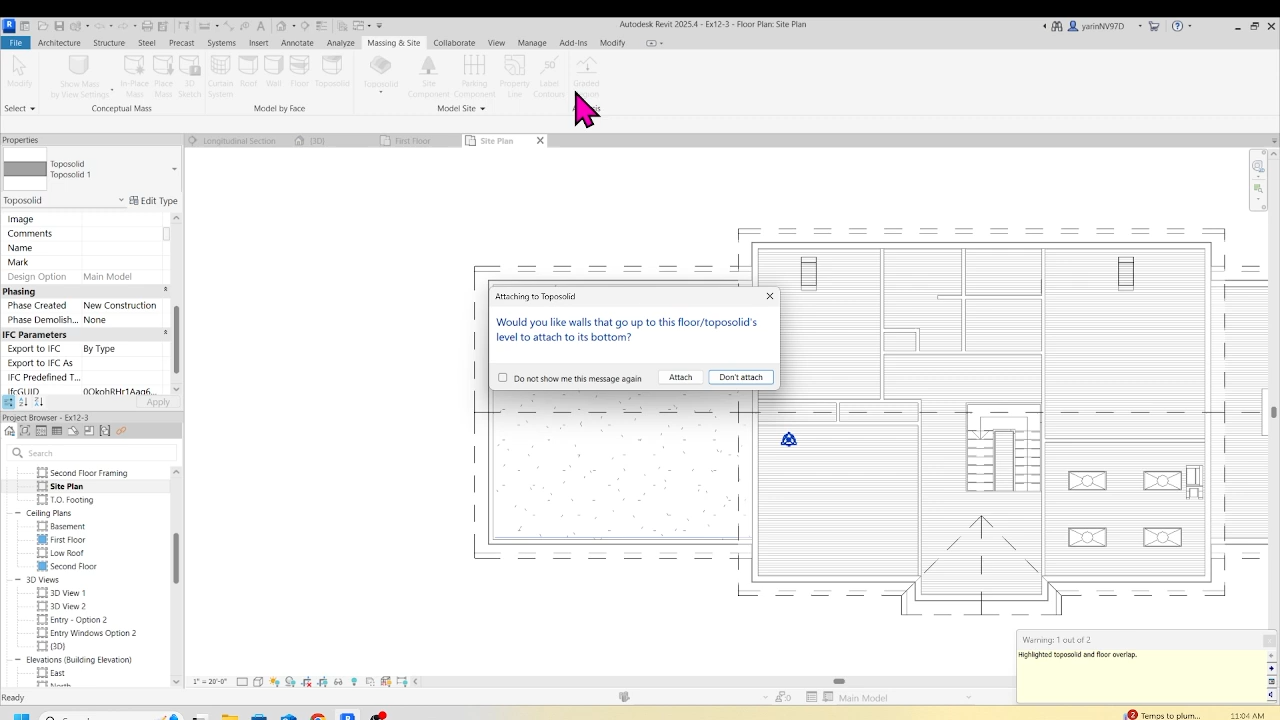 Autodesk Revit 2025.4 - Ex12-3 - Floor Plan: Site Plan
yarinNV97D
File Architecture Structure Steel Precast Systems Insert Annotate Analyze Massing & Site Collaborate View Manage Add-Ins Modify
Modify
Show Mass
by View Settings
In-Place
Mass
Place
Mass
3D
Sketch
Curtain
System
Roof
Wall
Floor
Toposolid
Toposolid
Site
Component
Parking
Component
Property
Line
50
Label
Contours
Graded
Select
Conceptual Mass
Model by Face
Model Site
Properties
Longitudinal Section
{3D}
First Floor
Site Plan
Toposolid
Toposolid 1
Toposolid
Edit Type
Image
Comments
Name
Mark
Design Option Main Model
Phasing
Phase Created New Construction
Phase Demolish... None
IFC Parameters
Export to IFC By Type
Export to IFC As
IFC Predefined T...
IfcGUID 0QkohRHr1Aag6...
Apply
Project Browser - Ex12-3
Search
Second Floor Framing
Site Plan
T.O. Footing
Ceiling Plans
Basement
First Floor
Low Roof
Second Floor
3D Views
3D View 1
3D View 2
Entry - Option 2
Entry Windows Option 2
{3D}
Elevations (Building Elevation)
East
North
Attaching to Toposolid
Would you like walls that go up to this floor/toposolid's
level to attach to its bottom?
Do not show me this message again
Attach
Don't attach
Warning: 1 out of 2
Highlighted toposolid and floor overlap.
1" = 20'-0"
Ready
:0
Main Model
Search
2
Temps to plum...
11:04 AM